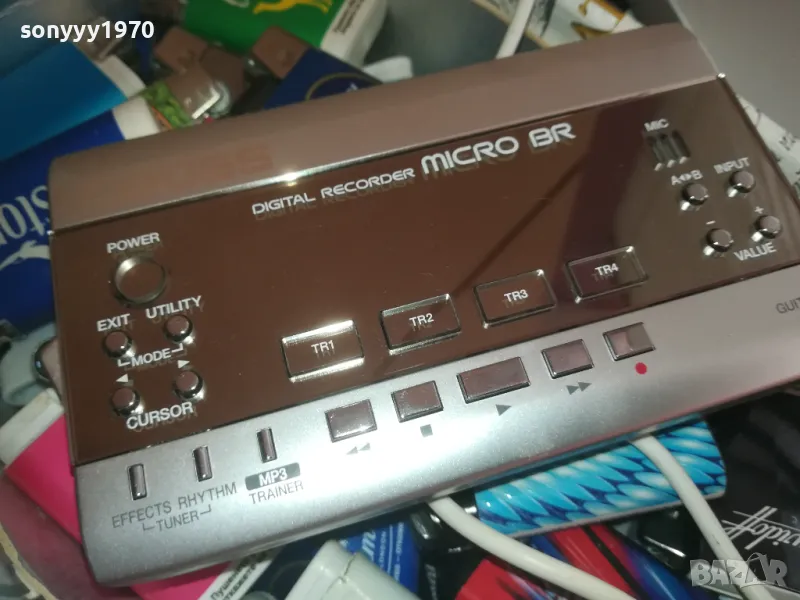 sonyyy1970
DIGITAL RECORDER MICRO BR
MIC
A B
INPUT
- +
VALUE
POWER
EXIT UTILITY
MODE
CURSOR
TR1 TR2 TR3 TR4
EFFECTS RHYTHM
TUNER
MP3
TRAINER
BAZAR